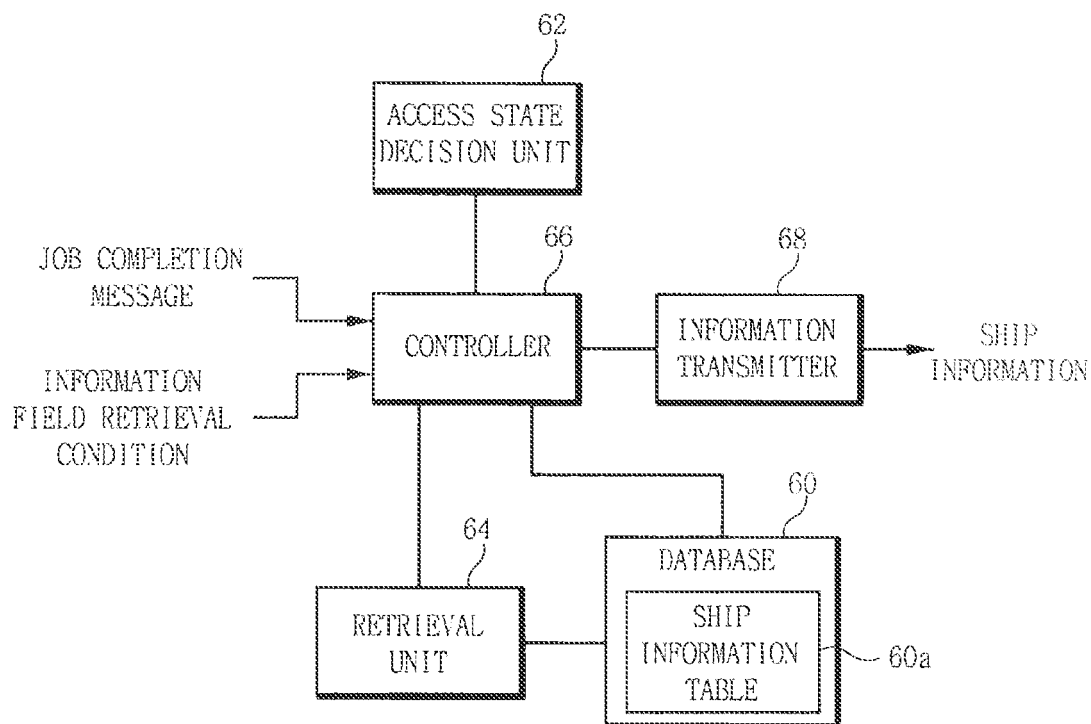 62
ACCESS STATE
DECISION UNIT
JOB COMPLETION
MESSAGE
66
68
CONTROLLER
INFORMATION
TRANSMITTER
SHIP
INFORMATION
INFORMATION
FIELD RETRIEVAL
CONDITION
64
60
RETRIEVAL
UNIT
DATABASE
SHIP
INFORMATION
TABLE
60a